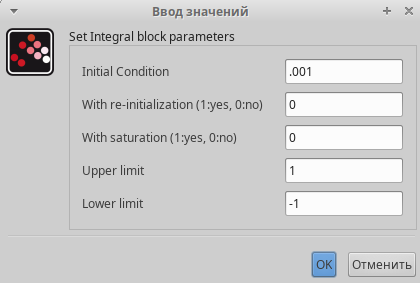 Ввод значений
Set Integral block parameters
Initial Condition .001
With re-initialization (1:yes, 0:no) 0
With saturation (1:yes, 0:no) 0
Upper limit 1
Lower limit -1
OK Отменить